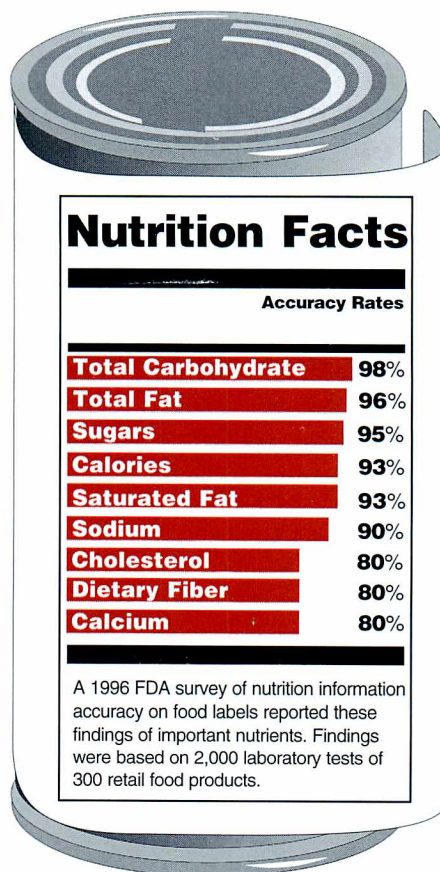 Nutrition Facts
Accuracy Rates
Total Carbohydrate 98%
Total Fat 96%
Sugars 95%
Calories 93%
Saturated Fat 93%
Sodium 90%
Cholesterol 80%
Dietary Fiber 80%
Calcium 80%
A 1996 FDA survey of nutrition information
accuracy on food labels reported these
findings of important nutrients. Findings
were based on 2,000 laboratory tests of
300 retail food products.